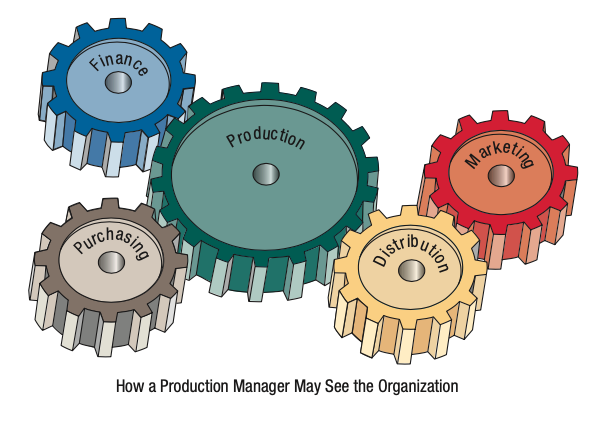 Finance
Production
Marketing
Purchasing
Distribution
How a Production Manager May See the Organization